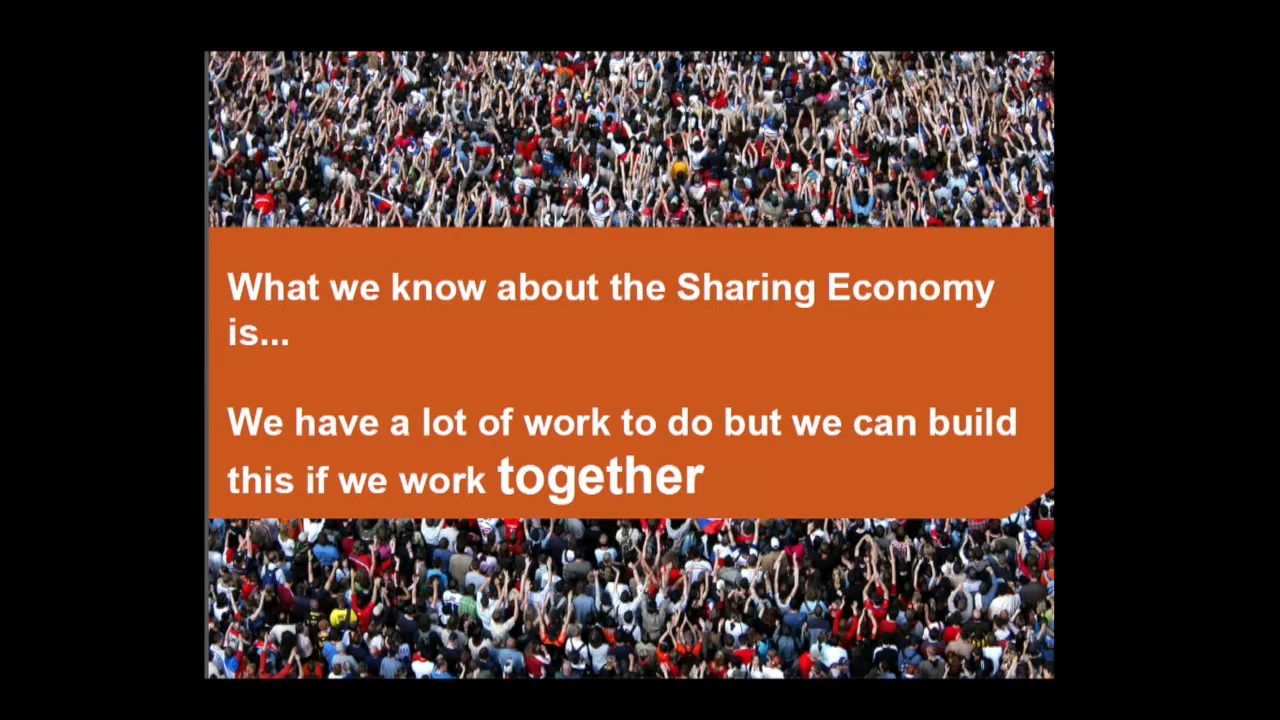 What we know about the Sharing Economy
is...
We have a lot of work to do but we can build
this if we work together